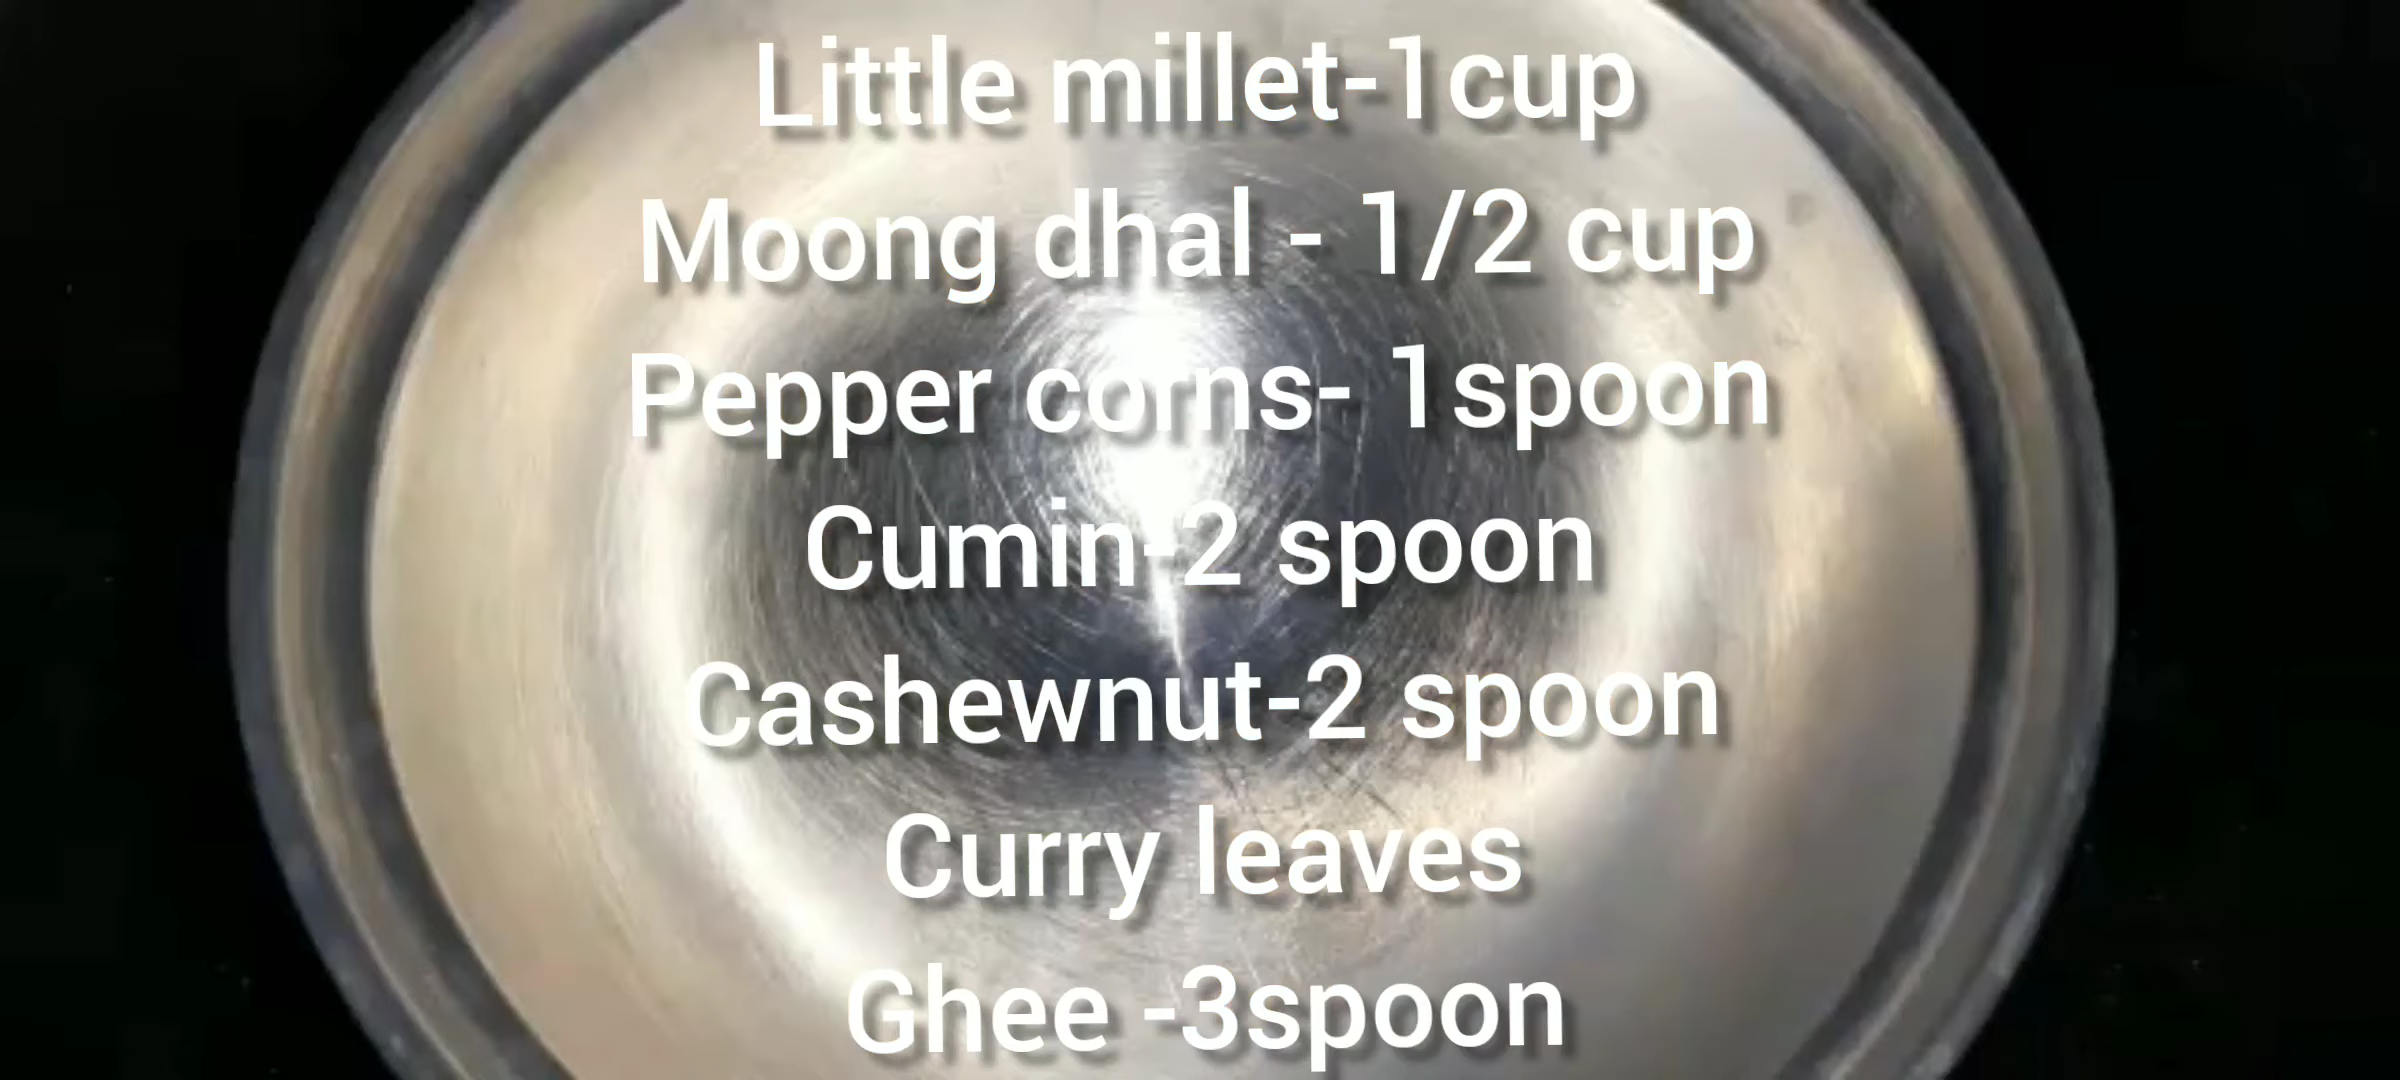 Little millet-1cup
Moong dhal - 1/2 cup
Pepper corns- 1spoon
Cumin-2 spoon
Cashewnut-2 spoon
Curry leaves
Ghee -3spoon